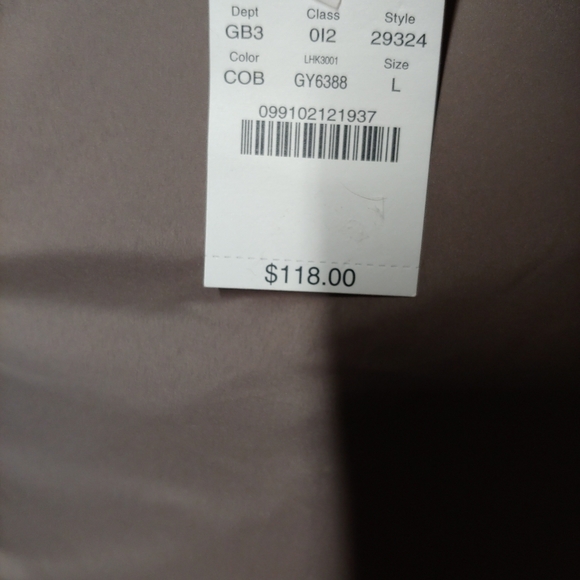 Dept Class Style
GB3 0I2 29324
Color LHK3001 Size
COB GY6388 L
099102121937
$118.00